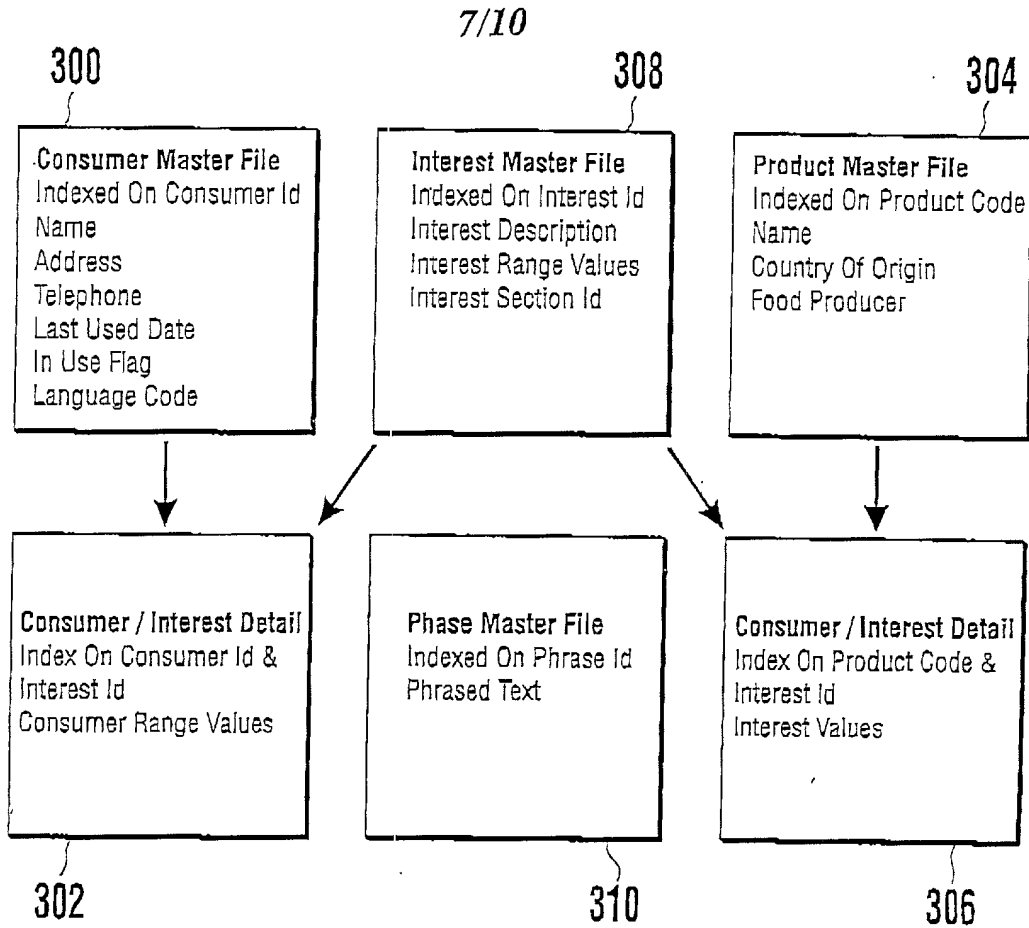 7/10
300
308
304
Consumer Master File
Indexed On Consumer Id
Name
Address
Telephone
Last Used Date
In Use Flag
Language Code
Interest Master File
Indexed On Interest Id
Interest Description
Interest Range Values
Interest Section Id
Product Master File
Indexed On Product Code
Name
Country Of Origin
Food Producer
Consumer / Interest Detail
Index On Consumer Id &
Interest Id
Consumer Range Values
Phase Master File
Indexed On Phrase Id
Phrased Text
Consumer / Interest Detail
Index On Product Code &
Interest Id
Interest Values
302
310
306